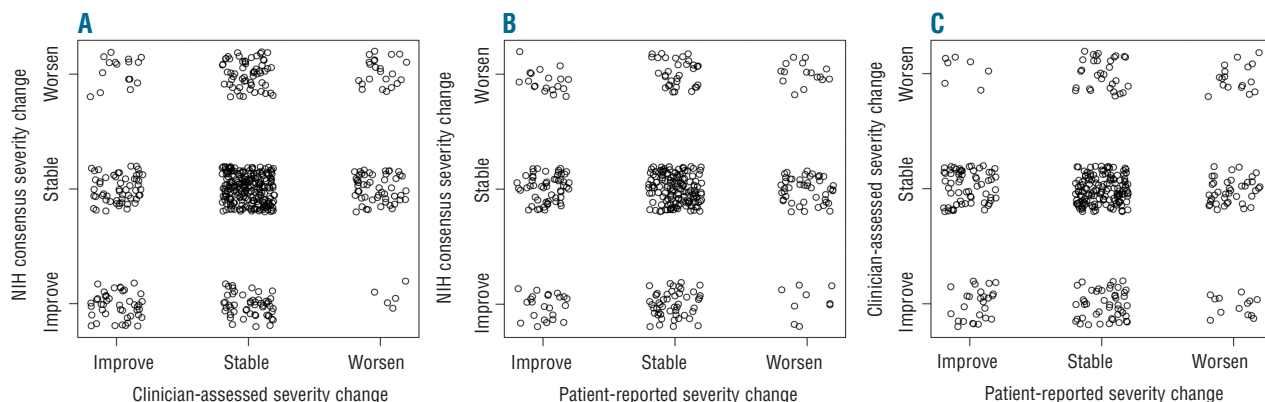 A
NIH consensus severity change
Worsen
Stable
Improve
Improve
Stable
Worsen
Clinician-assessed severity change
B
NIH consensus severity change
Worsen
Stable
Improve
Improve
Stable
Worsen
Patient-reported severity change
C
Clinician-assessed severity change
Worsen
Stable
Improve
Improve
Stable
Worsen
Patient-reported severity change